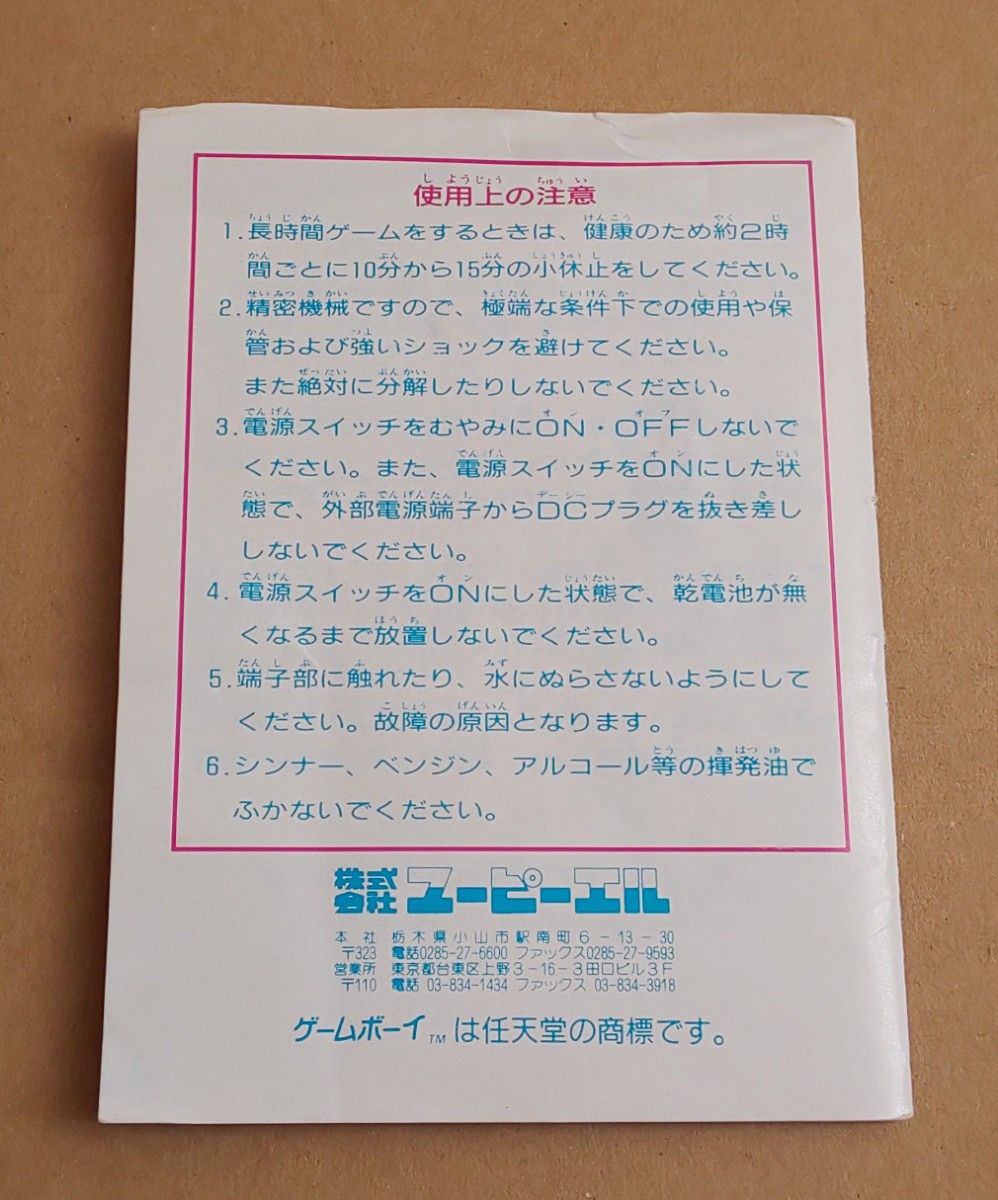 使用上の注意
1.長時間ゲームをするときは、健康のため約2時
間ごとに10分から15分の小休止をしてください。
2.精密機械ですので、極端な条件下での使用や保
管および強いショックを避けてください。
また絶対に分解したりしないでください。
3.電源スイッチをむやみにON・OFFしないで
ください。また、電源スイッチをONにした状
態で、外部電源端子からDCプラグを抜き差し
しないでください。
4.電源スイッチをONにした状態で、乾電池が無
くなるまで放置しないでください。
5.端子部に触れたり、水にぬらさないようにして
ください。故障の原因となります。
6.シンナー、ベンジン、アルコール等の揮発油で
ふかないでください。
株式会社 ユーピーエル
本社 栃木県小山市駅南町6-13-30
〒323 電話0285-27-6600 ファックス0285-27-9593
営業所 東京都台東区上野3-16-3田口ビル3F
〒110 電話 03-834-1434 ファックス 03-834-3918
ゲームボーイTMは任天堂の商標です。